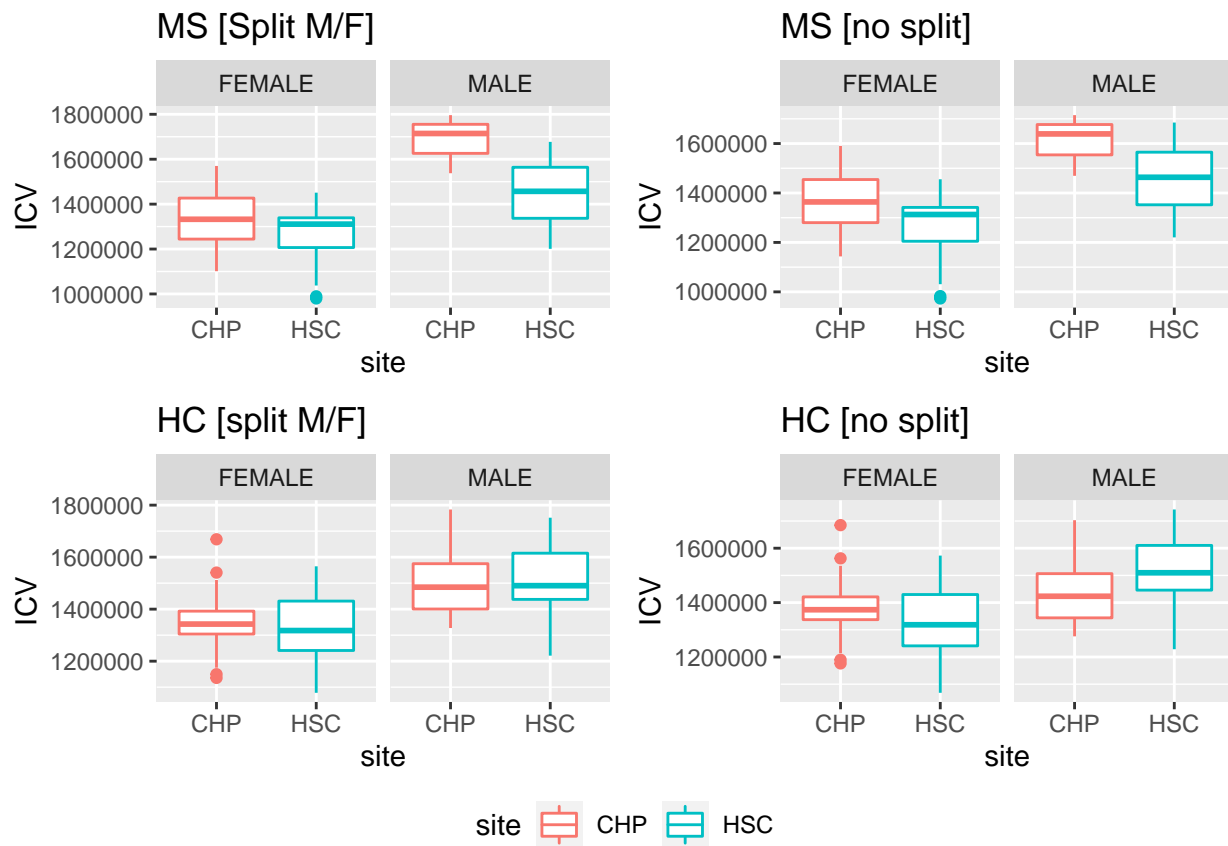 MS [Split M/F]
FEMALE MALE
1800000
1600000
1400000
1200000
1000000
ICV
CHP HSC CHP HSC
site
MS [no split]
FEMALE MALE
1600000
1400000
1200000
1000000
ICV
CHP HSC CHP HSC
site
HC [split M/F]
FEMALE MALE
1800000
1600000
1400000
1200000
ICV
CHP HSC CHP HSC
site
HC [no split]
FEMALE MALE
1600000
1400000
1200000
ICV
CHP HSC CHP HSC
site
site CHP HSC